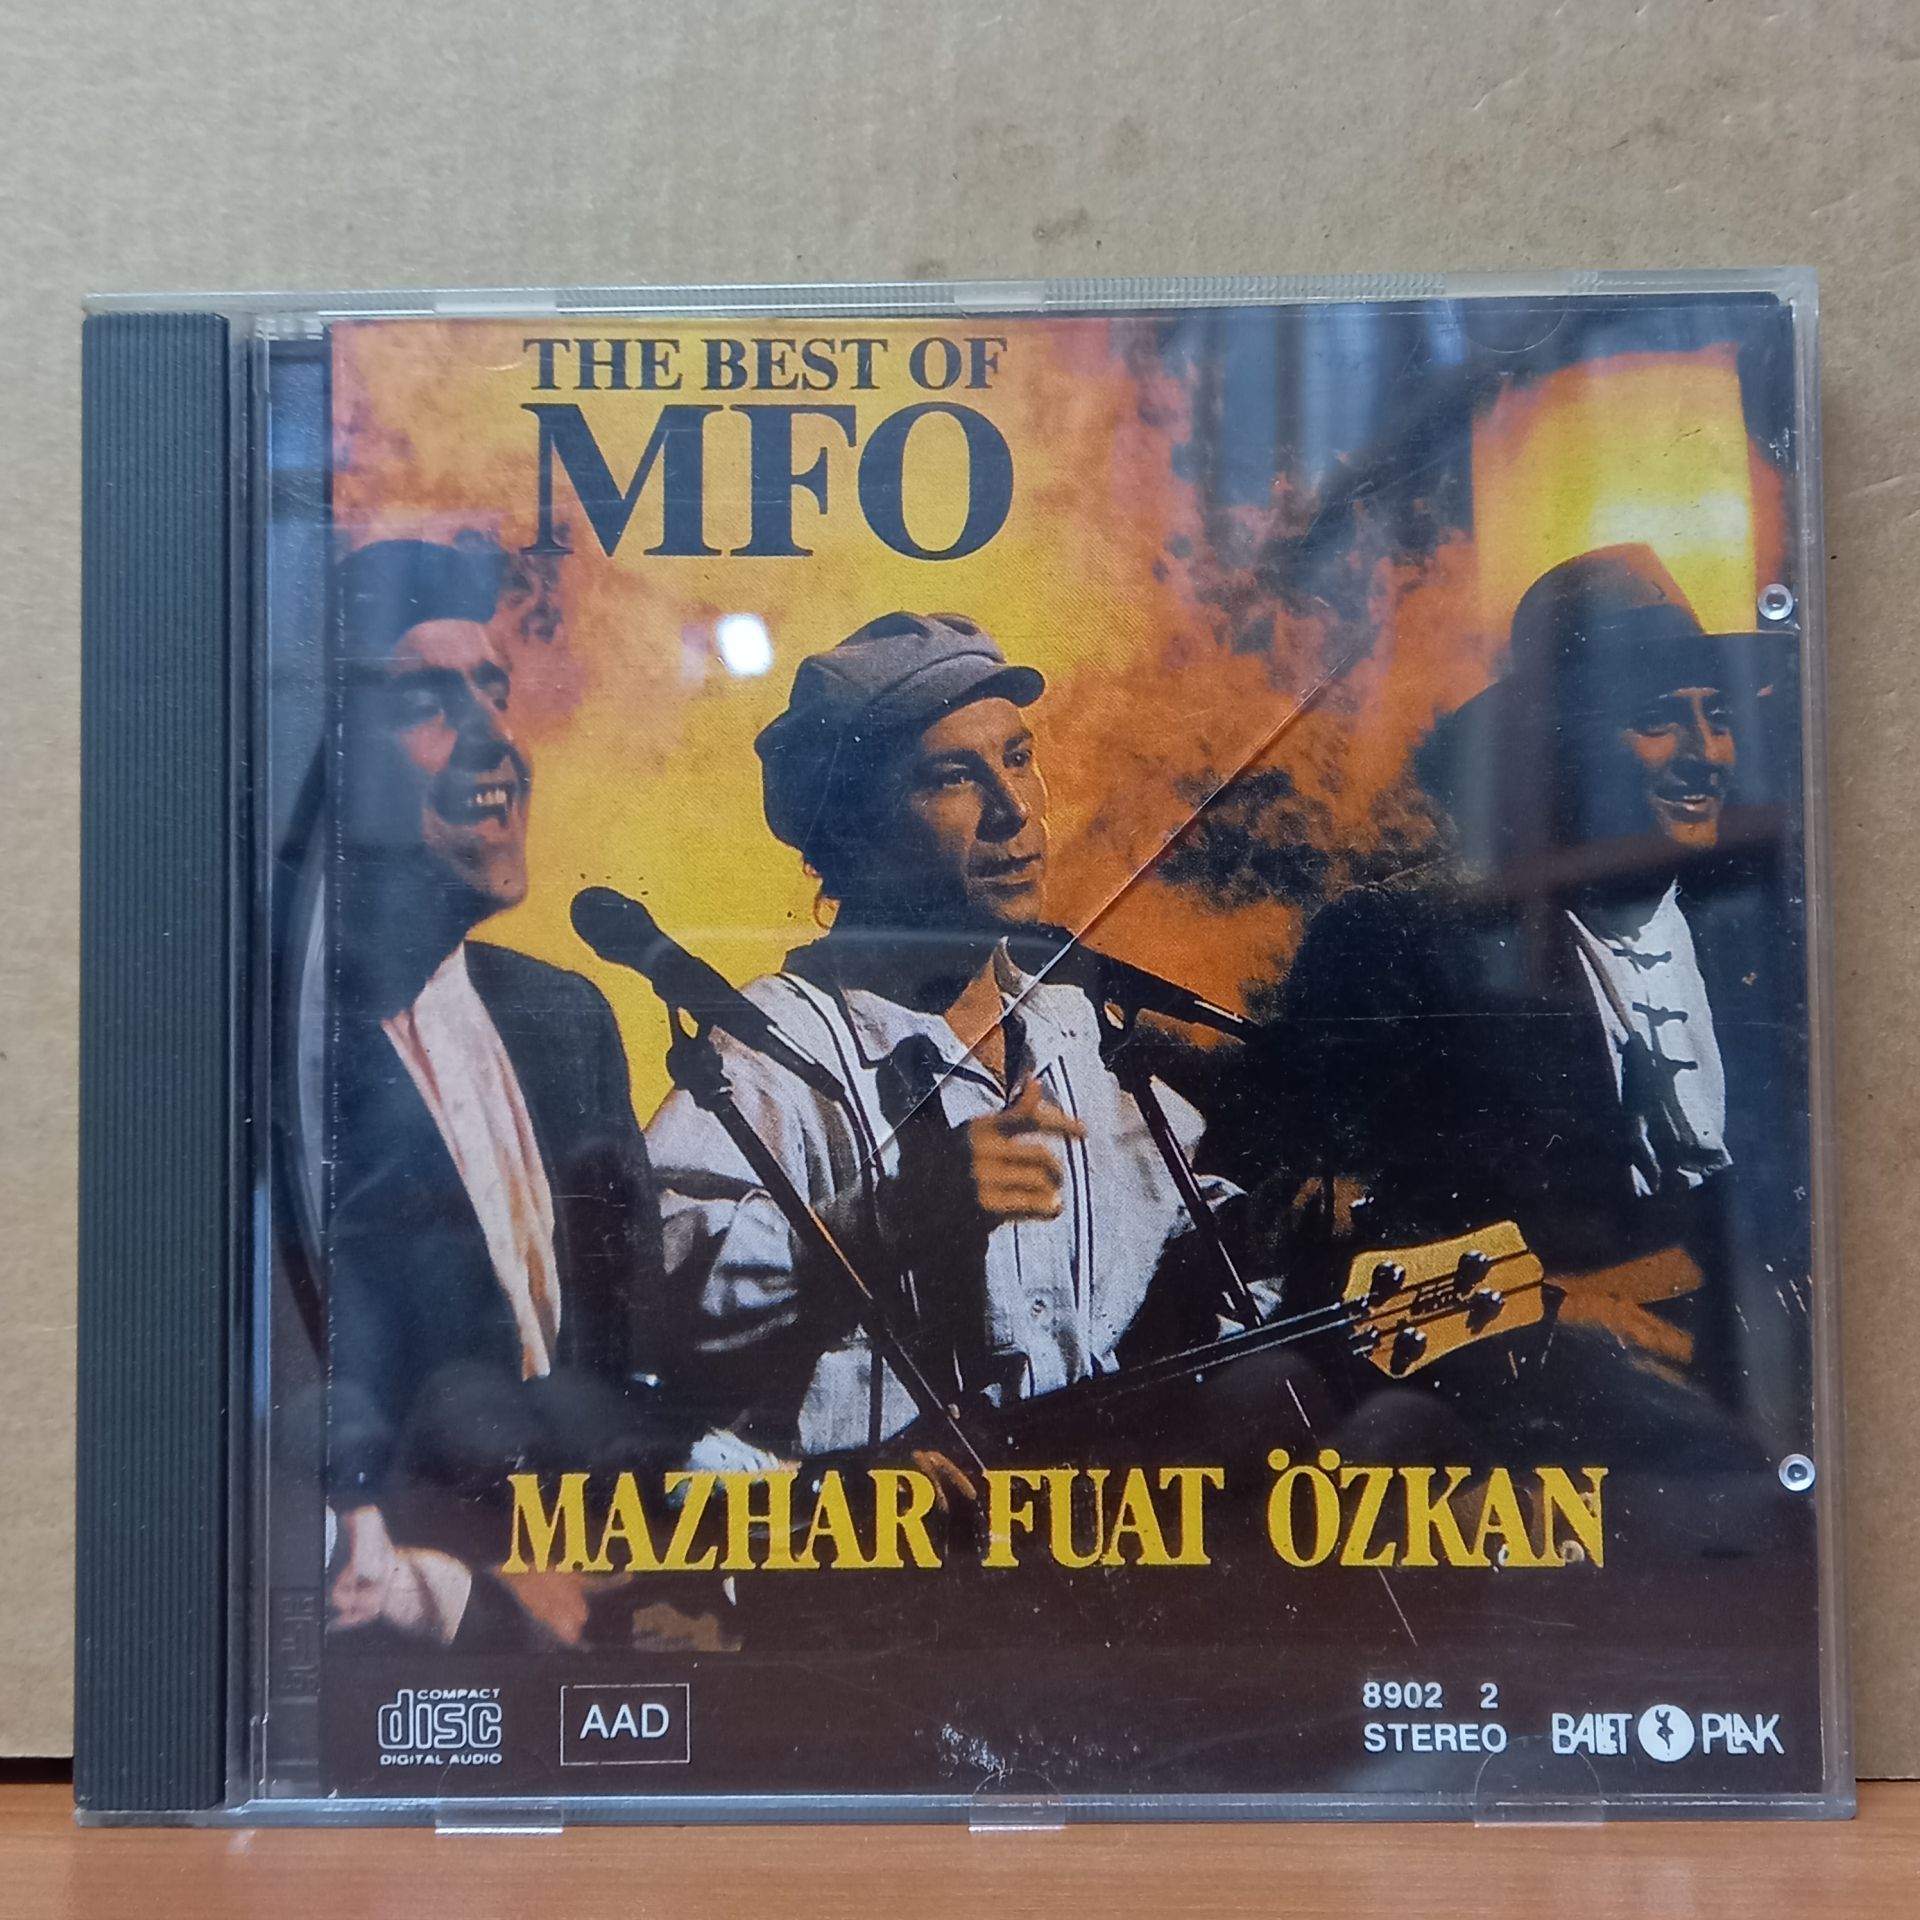 THE BEST OF
MFO
MAZHAR FUAT ÖZKAN
COMPACT
disc
DIGITAL AUDIO
AAD
8902 2
STEREO
BALET PLAK